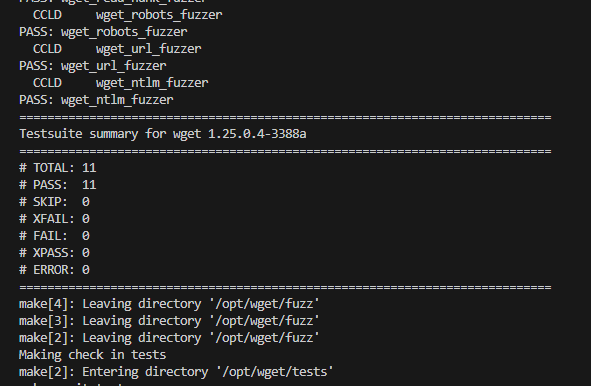 PASS: wget_read_hunk_fuzzer
  CCLD     wget_robots_fuzzer
PASS: wget_robots_fuzzer
  CCLD     wget_url_fuzzer
PASS: wget_url_fuzzer
  CCLD     wget_ntlm_fuzzer
PASS: wget_ntlm_fuzzer
============================================================================
Testsuite summary for wget 1.25.0.4-3388a
============================================================================
# TOTAL: 11
# PASS:  11
# SKIP:  0
# XFAIL: 0
# FAIL:  0
# XPASS: 0
# ERROR: 0
============================================================================
make[4]: Leaving directory '/opt/wget/fuzz'
make[3]: Leaving directory '/opt/wget/fuzz'
make[2]: Leaving directory '/opt/wget/fuzz'
Making check in tests
make[2]: Entering directory '/opt/wget/tests'